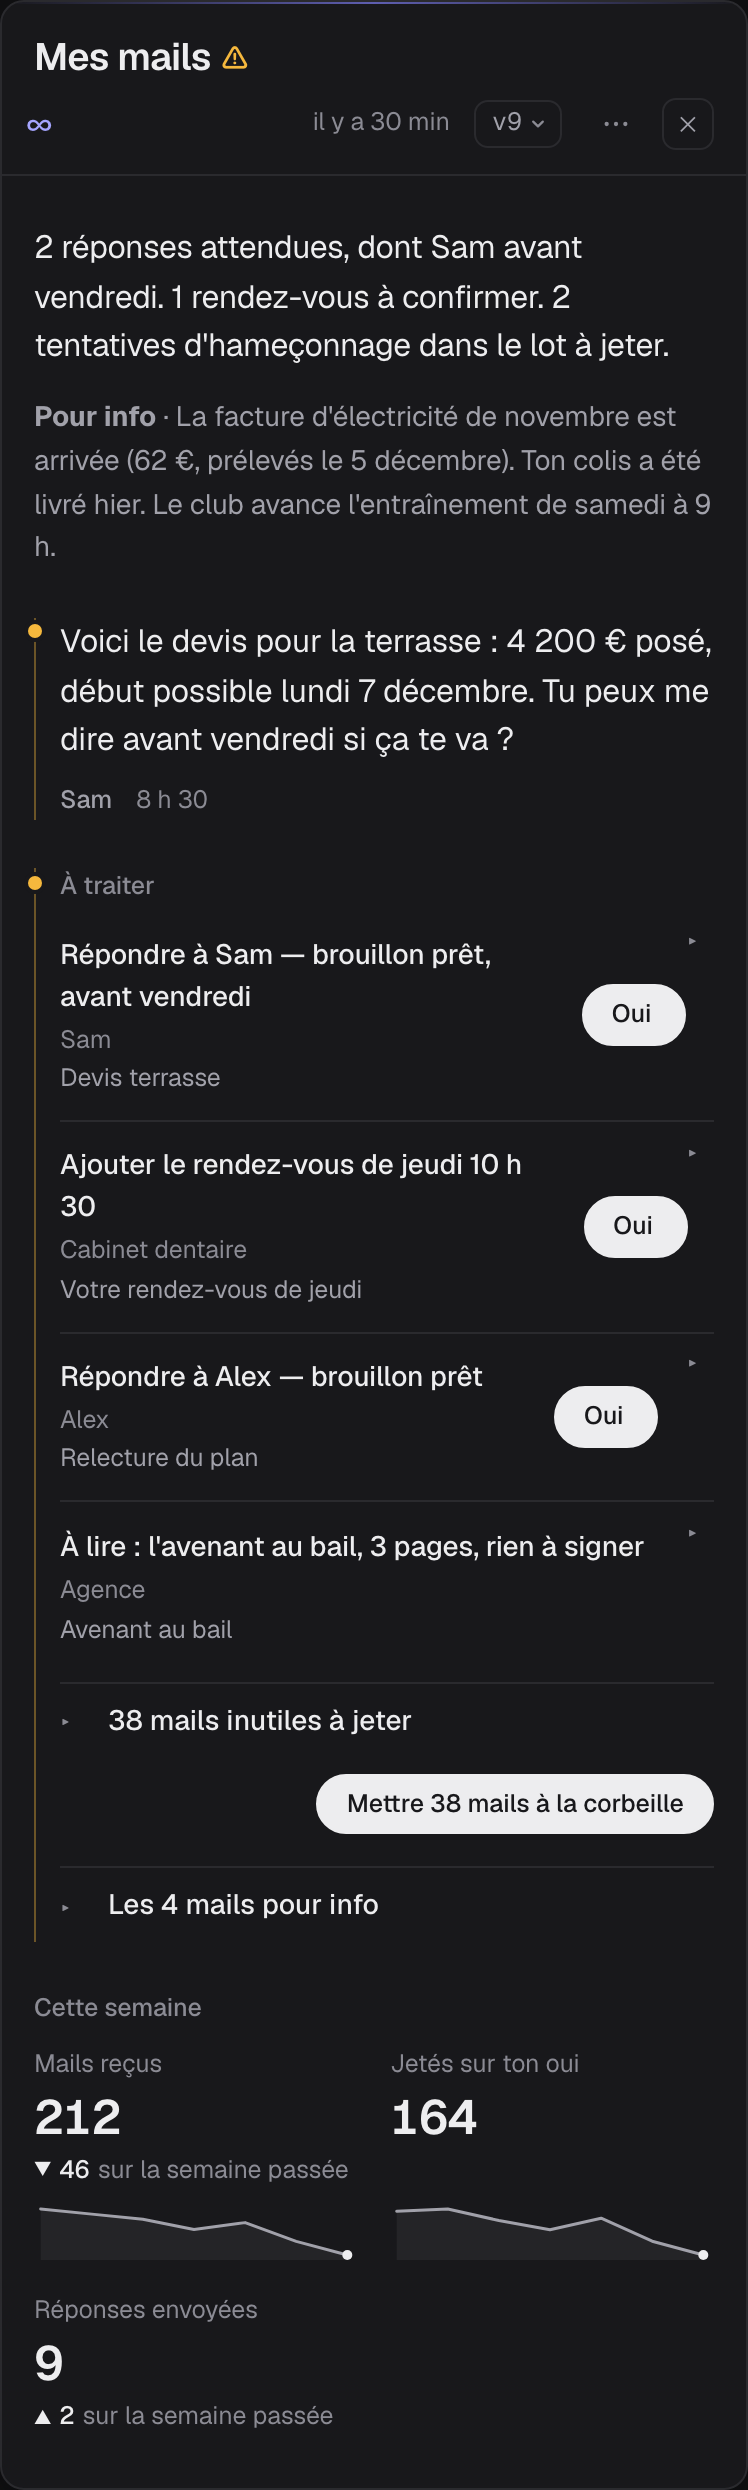 Mes mails
il y a 30 min
v9
2 réponses attendues, dont Sam avant
vendredi. 1 rendez-vous à confirmer. 2
tentatives d'hameçonnage dans le lot à jeter.
Pour info · La facture d'électricité de novembre est
arrivée (62 €, prélevés le 5 décembre). Ton colis a été
livré hier. Le club avance l'entraînement de samedi à 9
h.
Voici le devis pour la terrasse : 4 200 € posé,
début possible lundi 7 décembre. Tu peux me
dire avant vendredi si ça te va ?
Sam 8 h 30
À traiter
Répondre à Sam — brouillon prêt,
avant vendredi
Sam
Devis terrasse
Oui
Ajouter le rendez-vous de jeudi 10 h
30
Cabinet dentaire
Votre rendez-vous de jeudi
Oui
Répondre à Alex — brouillon prêt
Alex
Relecture du plan
Oui
À lire : l'avenant au bail, 3 pages, rien à signer
Agence
Avenant au bail
38 mails inutiles à jeter
Mettre 38 mails à la corbeille
Les 4 mails pour info
Cette semaine
Mails reçus
212
▼ 46 sur la semaine passée
Jetés sur ton oui
164
Réponses envoyées
9
▲ 2 sur la semaine passée